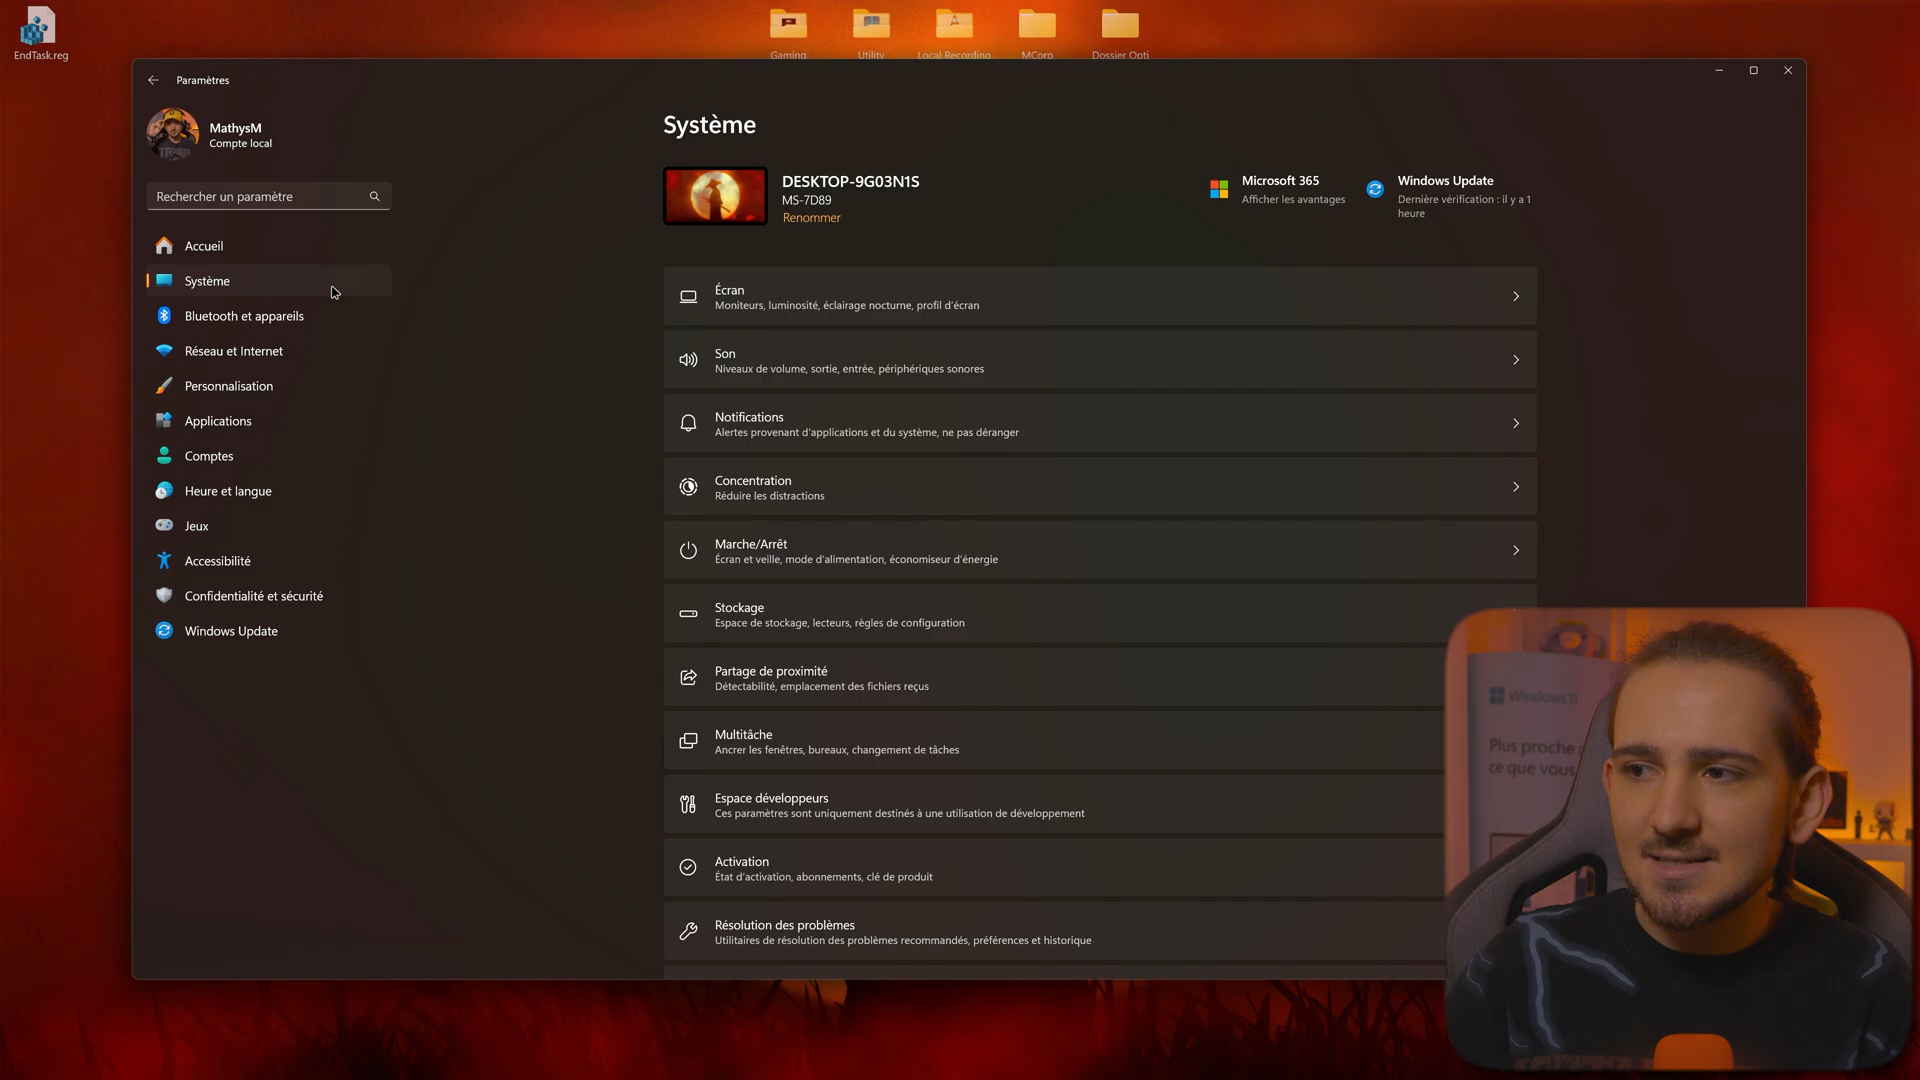 EndTask.reg
Gaming
Utility
Local Recording
MCorp
Dossier Opti
Paramètres
MathysM
Compte local
Rechercher un paramètre
Accueil
Système
Bluetooth et appareils
Réseau et Internet
Personnalisation
Applications
Comptes
Heure et langue
Jeux
Accessibilité
Confidentialité et sécurité
Windows Update
Système
DESKTOP-9G03N1S
MS-7D89
Renommer
Microsoft 365
Afficher les avantages
Windows Update
Dernière vérification : il y a 1
heure
Écran
Moniteurs, luminosité, éclairage nocturne, profil d'écran
Son
Niveaux de volume, sortie, entrée, périphériques sonores
Notifications
Alertes provenant d'applications et du système, ne pas déranger
Concentration
Réduire les distractions
Marche/Arrêt
Écran et veille, mode d'alimentation, économiseur d'énergie
Stockage
Espace de stockage, lecteurs, règles de configuration
Partage de proximité
Détectabilité, emplacement des fichiers reçus
Multitâche
Ancrer les fenêtres, bureaux, changement de tâches
Espace développeurs
Ces paramètres sont uniquement destinés à une utilisation de développement
Activation
État d'activation, abonnements, clé de produit
Résolution des problèmes
Utilitaires de résolution des problèmes recommandés, préférences et historique
Windows 11
Plus proche
ce que vous